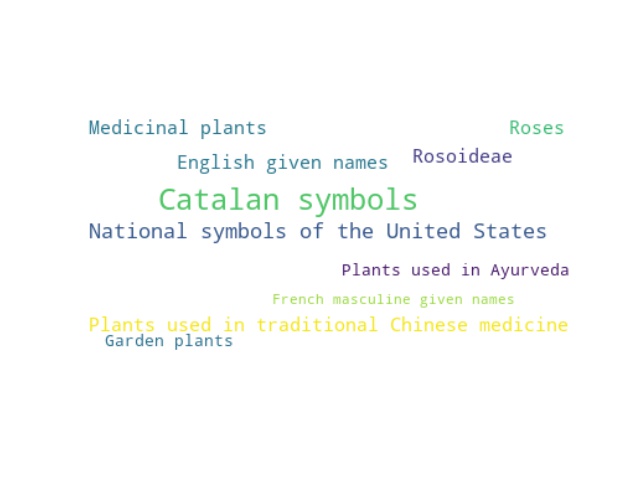 Medicinal plants
Roses
Rosoideae
English given names
Catalan symbols
National symbols of the United States
Plants used in Ayurveda
French masculine given names
Plants used in traditional Chinese medicine
Garden plants